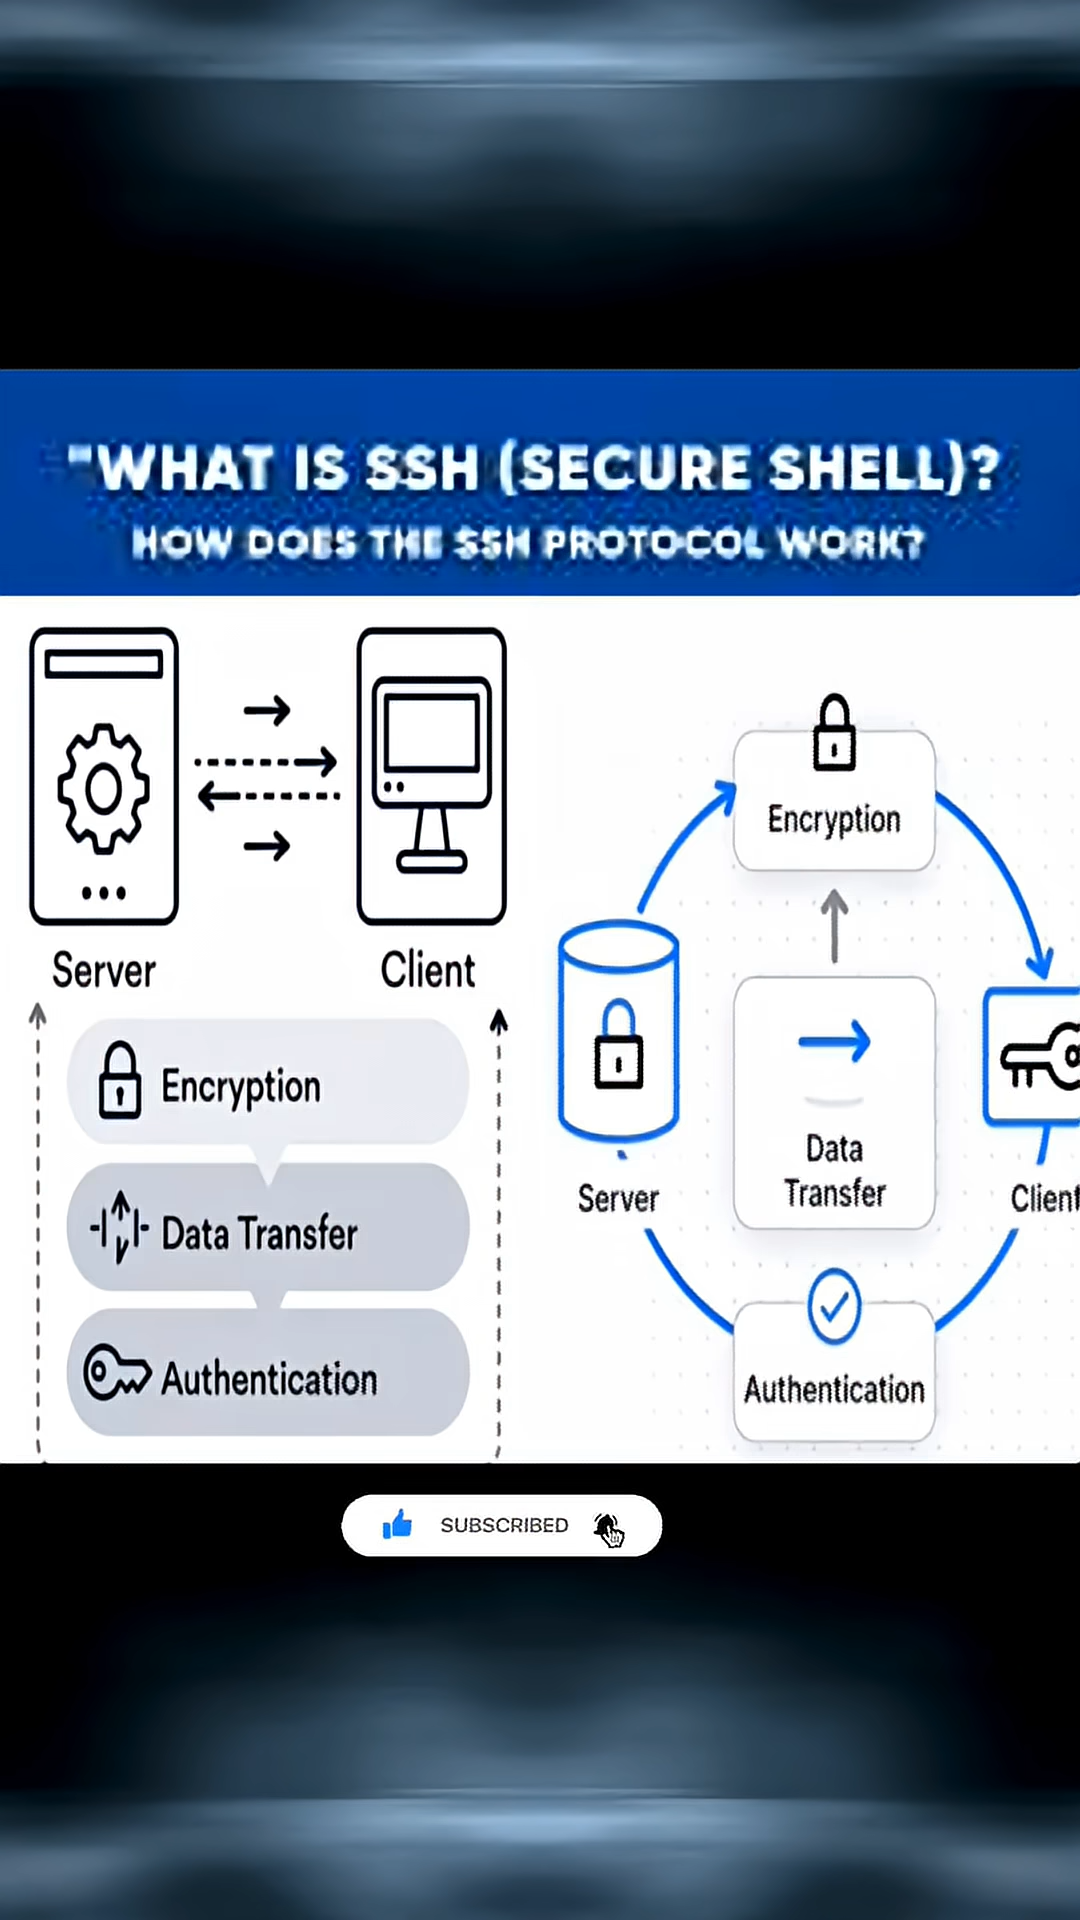 "WHAT IS SSH (SECURE SHELL)?
HOW DOES THE SSH PROTOCOL WORK?
Server
Client
Encryption
Data Transfer
Authentication
Encryption
Data
Transfer
Server
Client
Authentication
SUBSCRIBED